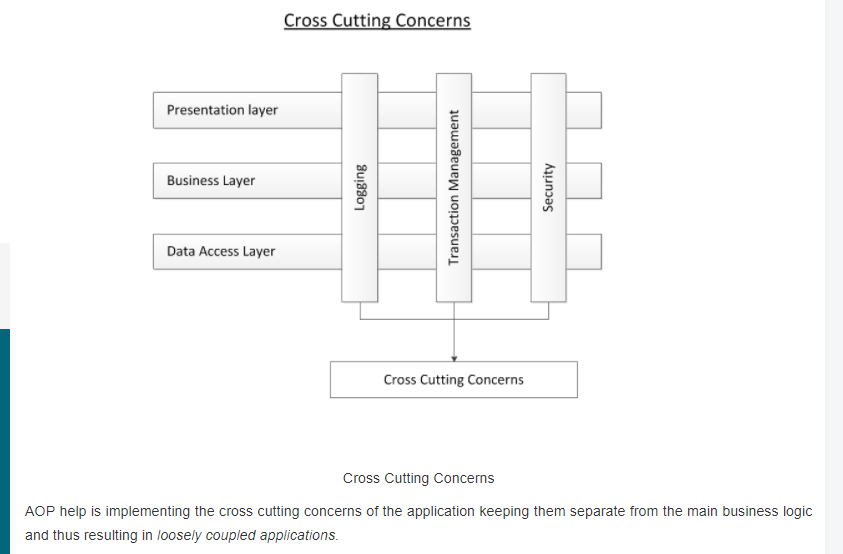 Cross Cutting Concerns
Presentation layer
Business Layer
Data Access Layer
Logging
Transaction Management
Security
Cross Cutting Concerns
Cross Cutting Concerns
AOP help is implementing the cross cutting concerns of the application keeping them separate from the main business logic
and thus resulting in loosely coupled applications.